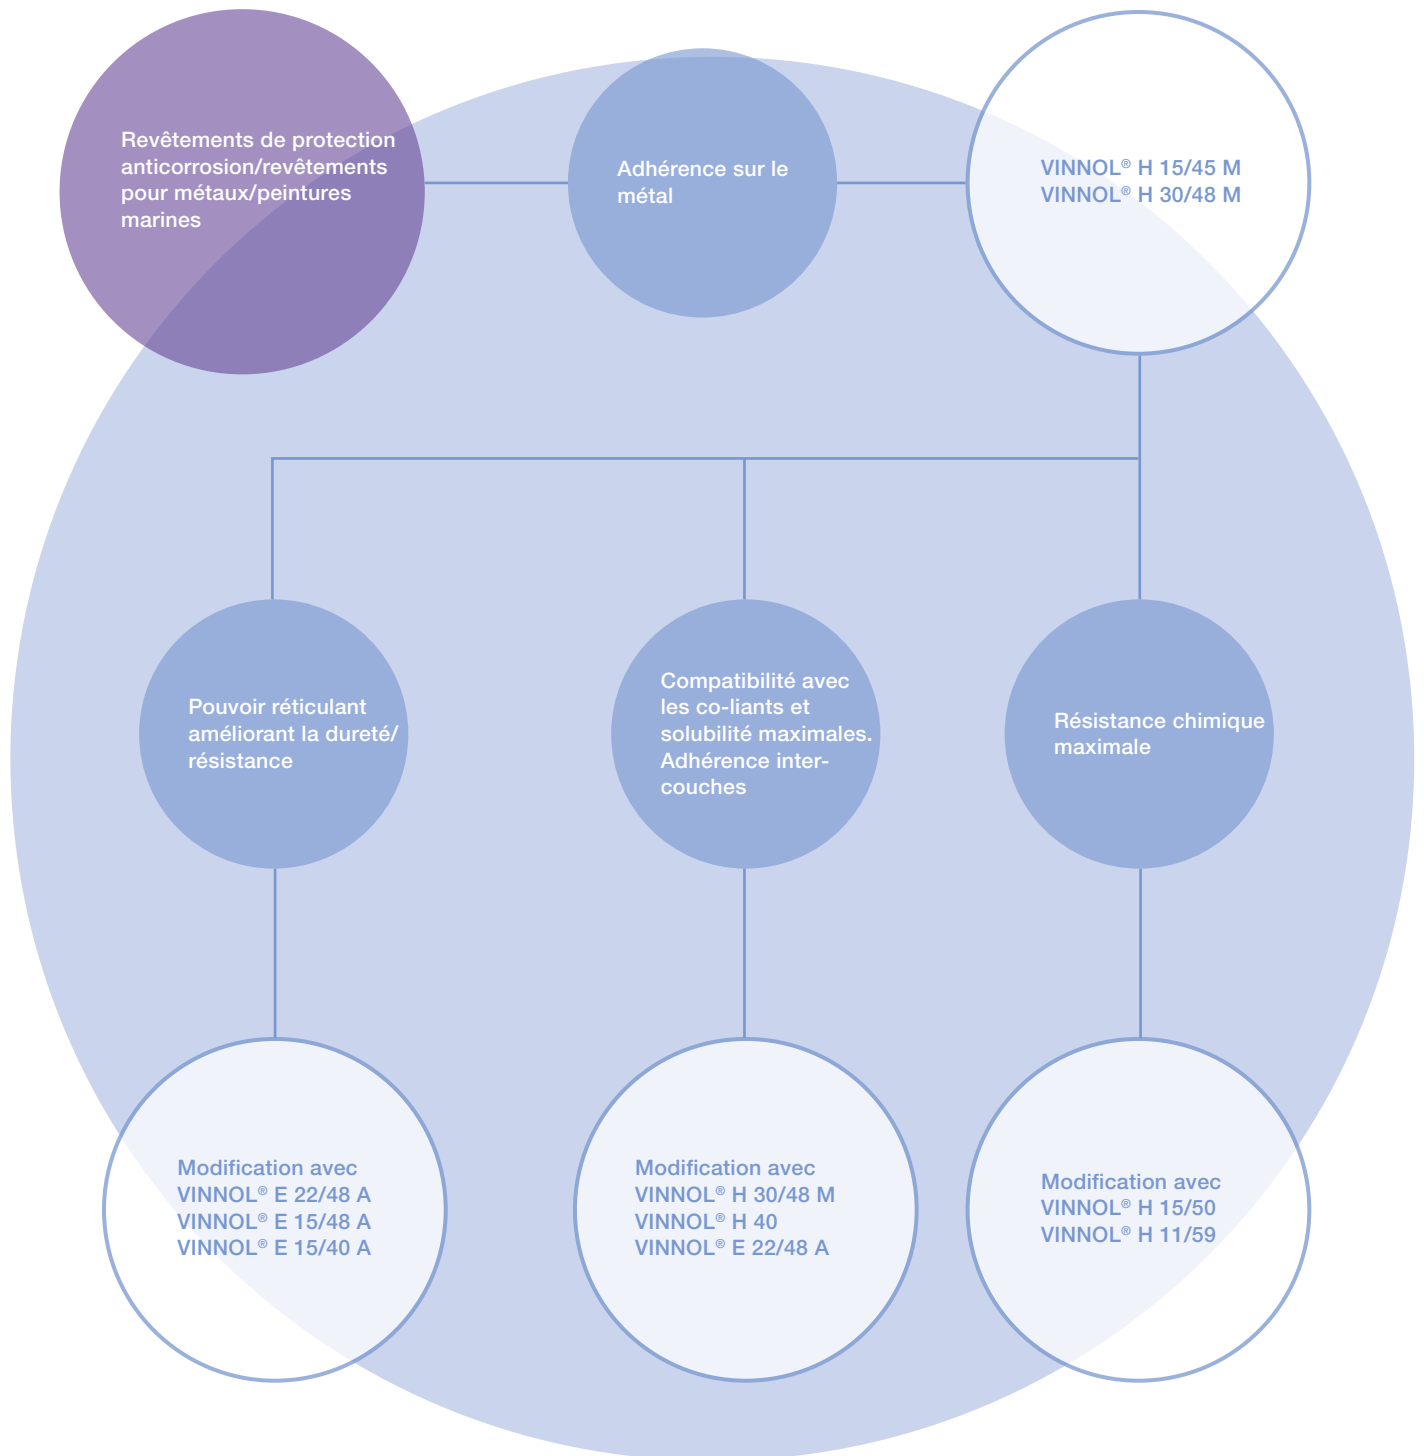 Revêtements de protection
anticorrosion/revêtements
pour métaux/peintures
marines
Adhérence sur le
métal
VINNOL® H 15/45 M
VINNOL® H 30/48 M
Pouvoir réticulant
améliorant la dureté/
résistance
Compatibilité avec
les co-liants et
solubilité maximales.
Adhérence inter-
couches
Résistance chimique
maximale
Modification avec
VINNOL® E 22/48 A
VINNOL® E 15/48 A
VINNOL® E 15/40 A
Modification avec
VINNOL® H 30/48 M
VINNOL® H 40
VINNOL® E 22/48 A
Modification avec
VINNOL® H 15/50
VINNOL® H 11/59